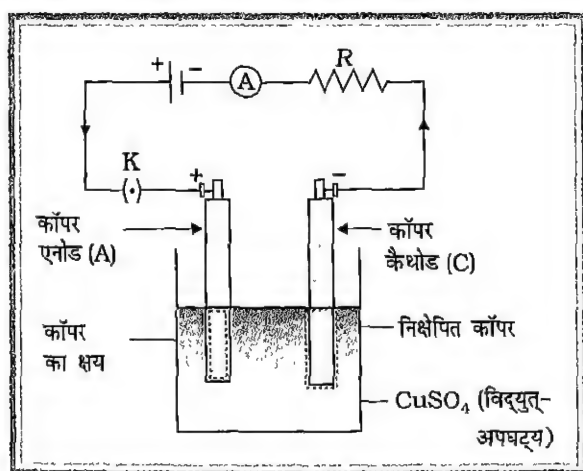 + − A R
K + −
कॉपर
एनोड (A)
कॉपर
कैथोड (C)
कॉपर
का क्षय
निक्षेपित कॉपर
CuSO₄ (विद्युत्-
अपघट्य)